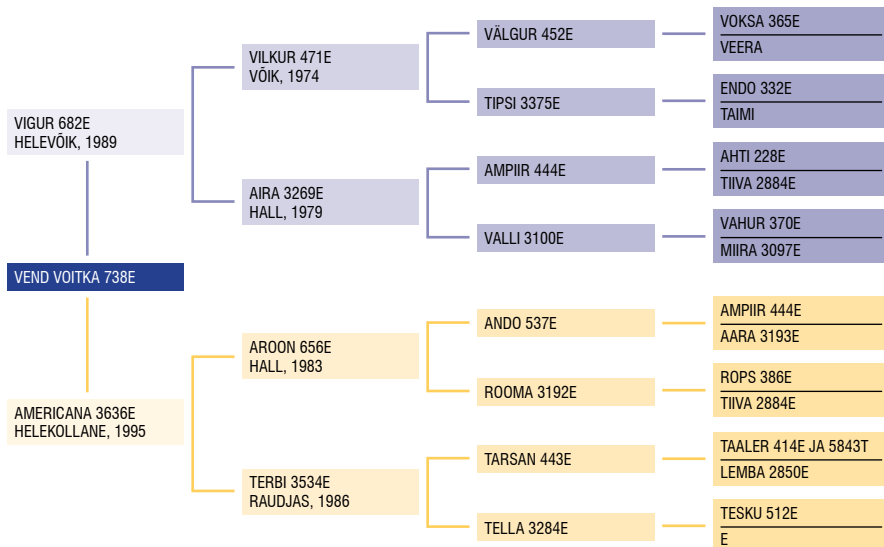 VIGUR 682E
HELEVÕIK, 1989
VEND VOITKA 738E
AMERICANA 3636E
HELEKOLLANE, 1995
VILKUR 471E
VÕIK, 1974
AIRA 3269E
HALL, 1979
AROON 656E
HALL, 1983
TERBI 3534E
RAUDJAS, 1986
VÄLGUR 452E
TIPSI 3375E
AMPIIR 444E
VALLI 3100E
ANDO 537E
ROOMA 3192E
TARSAN 443E
TELLA 3284E
VOKSA 365E
VEERA
ENDO 332E
TAIMI
AHTI 228E
TIIVA 2884E
VAHUR 370E
MIIRA 3097E
AMPIIR 444E
AARA 3193E
ROPS 386E
TIIVA 2884E
TAALER 414E JA 5843T
LEMBA 2850E
TESKU 512E
E